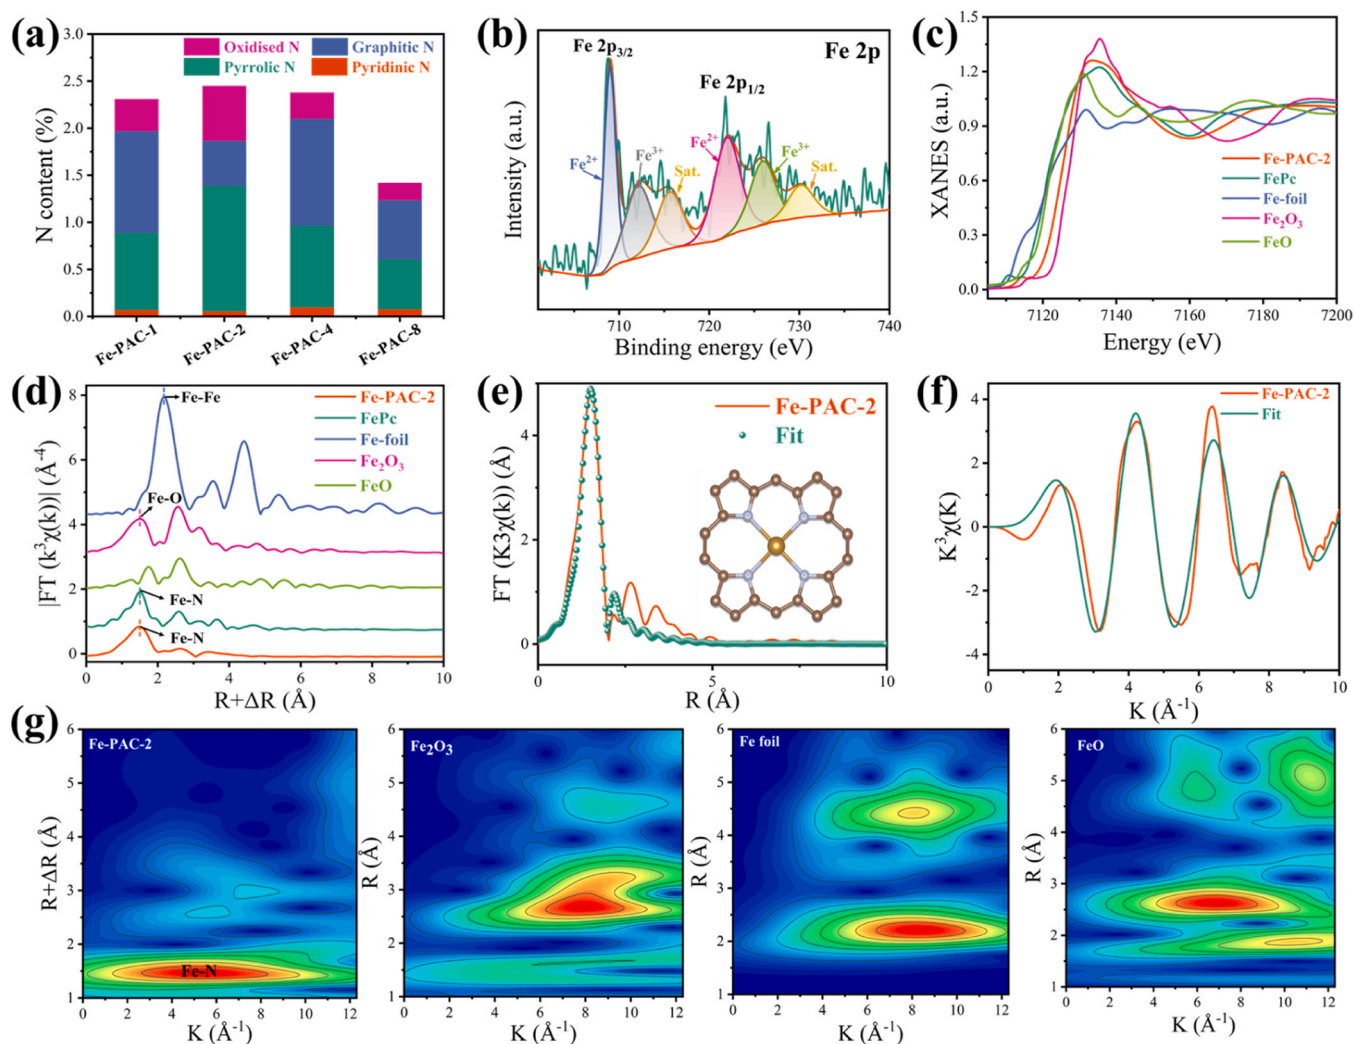 (a)
N content (%)
3.0
2.5
2.0
1.5
1.0
0.5
0.0
Oxidised N
Graphitic N
Pyrrolic N
Pyridinic N
Fe-PAC-1
Fe-PAC-2
Fe-PAC-4
Fe-PAC-8
(b)
Fe 2p3/2
Fe 2p
Fe 2p1/2
Fe2+
Fe3+
Sat.
Fe2+
Fe3+
Sat.
Intensity (a.u.)
710 720 730 740
Binding energy (eV)
(c)
XANES (a.u.)
1.5
1.2
0.9
0.6
0.3
0.0
Fe-PAC-2
FePc
Fe-foil
Fe2O3
FeO
7120 7140 7160 7180 7200
Energy (eV)
(d)
|FT (k3χ(k))| (Å-4)
8
6
4
2
0
Fe-Fe
Fe-O
Fe-N
Fe-N
Fe-PAC-2
FePc
Fe-foil
Fe2O3
FeO
0 2 4 6 8 10
R+ΔR (Å)
(e)
FT (K3χ(k)) (Å)
4
2
0
Fe-PAC-2
Fit
0 5 10
R (Å)
(f)
K3χ(K)
4
2
0
-2
-4
Fe-PAC-2
Fit
0 2 4 6 8 10
K (Å-1)
(g)
Fe-PAC-2
R+ΔR (Å)
6
5
4
3
2
1
Fe-N
0 2 4 6 8 10 12
K (Å-1)
Fe2O3
R (Å)
6
5
4
3
2
1
0 2 4 6 8 10 12
K (Å-1)
Fe foil
R (Å)
6
5
4
3
2
1
0 2 4 6 8 10 12
K (Å-1)
FeO
R (Å)
6
5
4
3
2
1
0 2 4 6 8 10 12
K (Å-1)